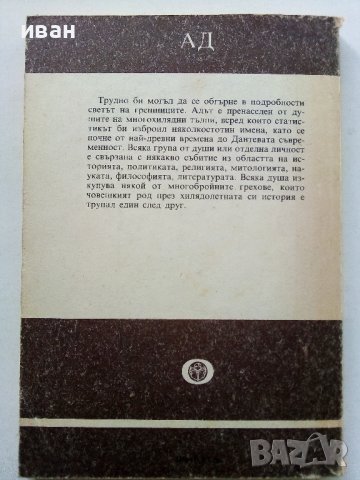 иван
АД
Трудно би могъл да се обгърне в подробности
светът на грешниците. Адът е пренаселен от ду-
шите на многохилядни тълпи, всред които статис-
тикът би изброил няколкостотин имена, като се
почне от най-древни времена до Дантевата съвре-
менност. Всяка група от души или отделна личност
е свързана с някакво събитие из областта на ис-
торията, политиката, религията, митологията, на-
уката, философията, литературата. Всяка душа из-
купува някой от многобройните грехове, които
човешкият род през хилядолетната си история е
трупал един след друг.
BAZAR